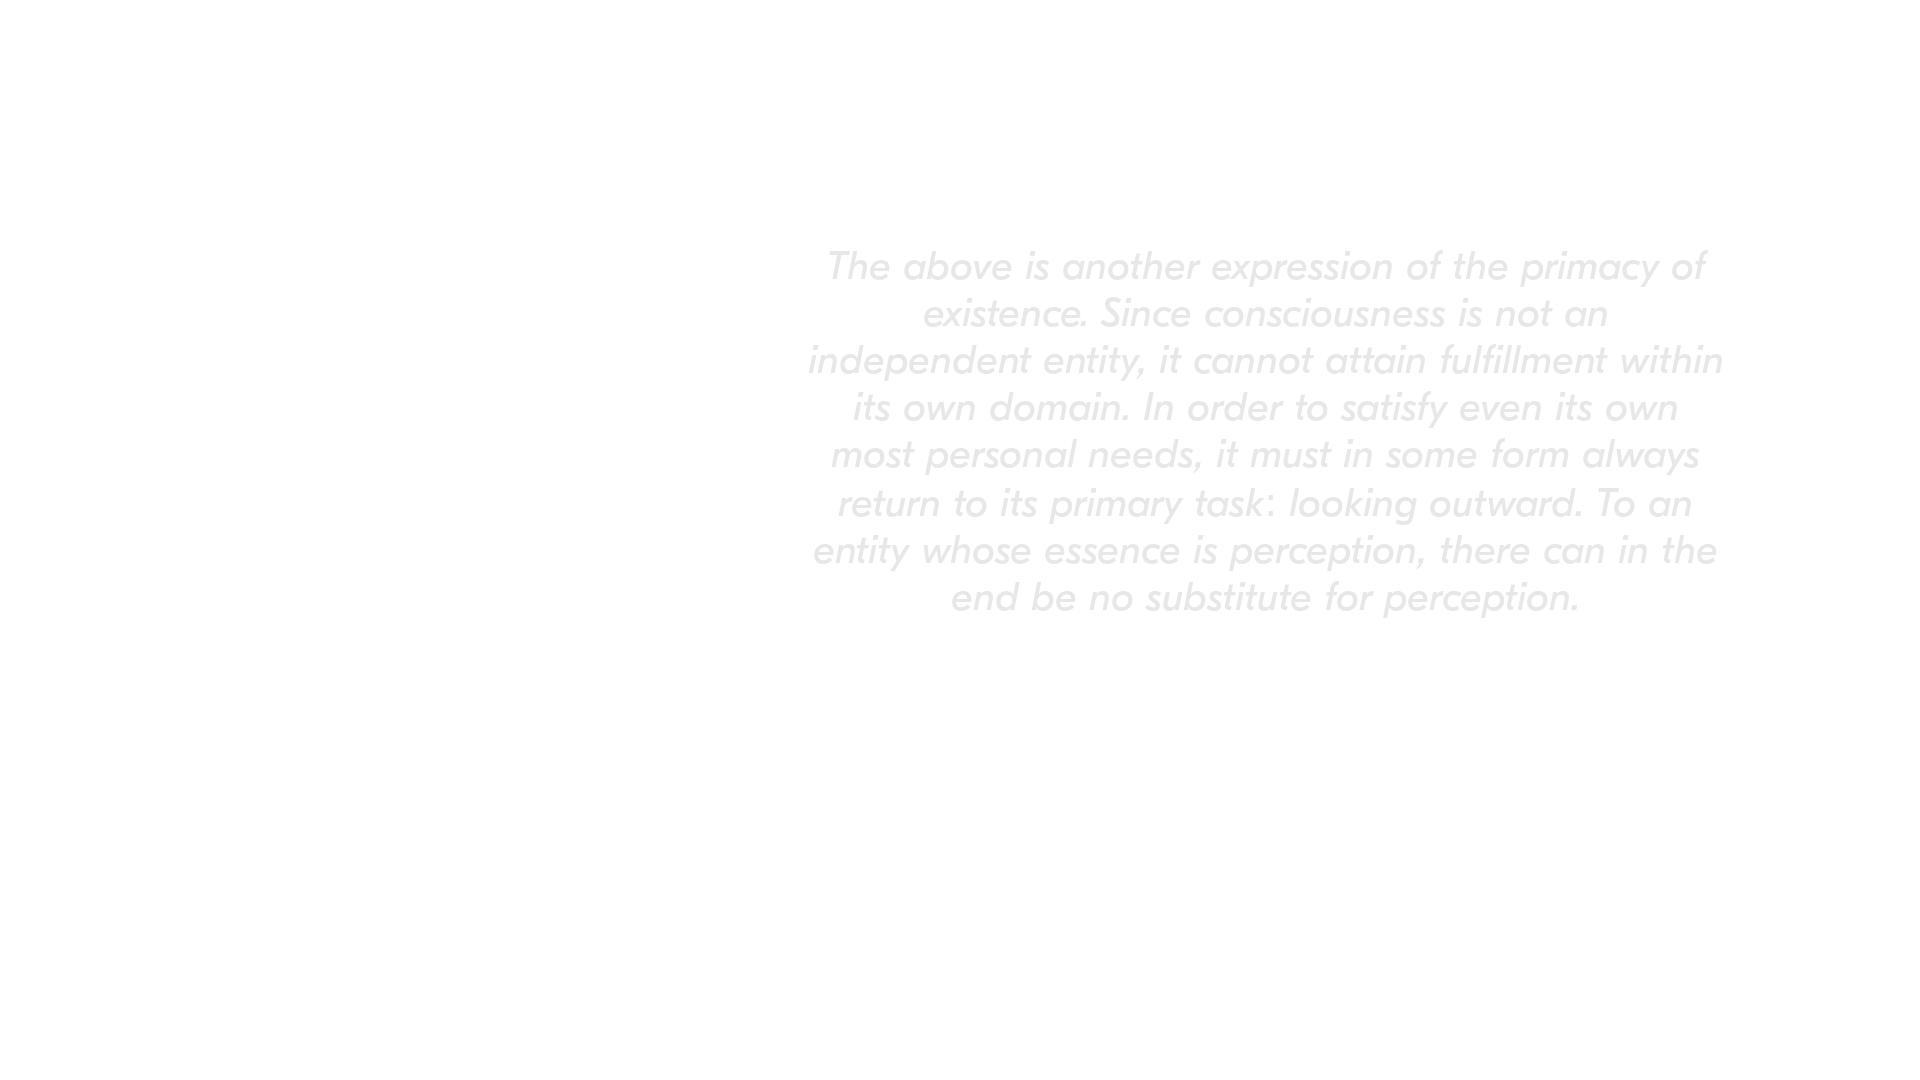 The above is another expression of the primacy of
existence. Since consciousness is not an
independent entity, it cannot attain fulfillment within
its own domain. In order to satisfy even its own
most personal needs, it must in some form always
return to its primary task: looking outward. To an
entity whose essence is perception, there can in the
end be no substitute for perception.